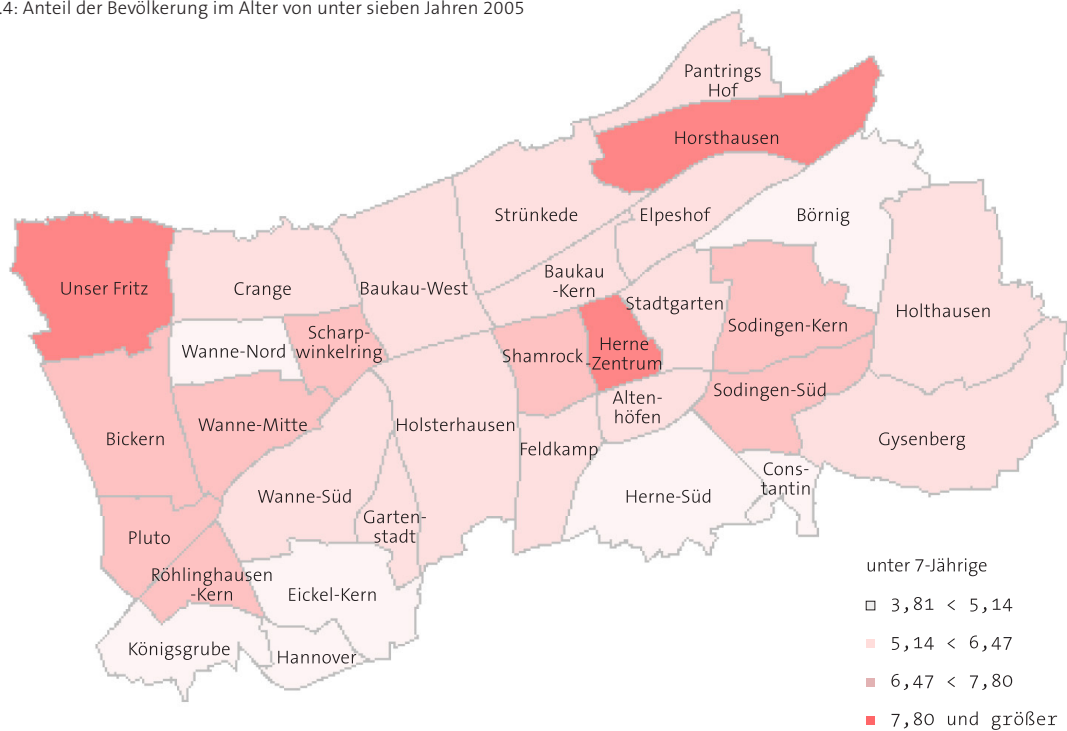 .4: Anteil der Bevölkerung im Alter von unter sieben Jahren 2005
Pantrings
Hof
Horsthausen
Strünkede
Elpeshof
Börnig
Unser Fritz
Crange
Baukau-West
Baukau
-Kern
Stadtgarten
Holthausen
Sodingen-Kern
Wanne-Nord
Scharp-
winkelring
Shamrock
Herne
-Zentrum
Sodingen-Süd
Alten-
höfen
Bickern
Wanne-Mitte
Holsterhausen
Feldkamp
Gysenberg
Wanne-Süd
Herne-Süd
Cons-
tantin
Garten-
stadt
Pluto
Röhlinghausen
-Kern
Eickel-Kern
Königsgrube
Hannover
unter 7-Jährige
3,81 < 5,14
5,14 < 6,47
6,47 < 7,80
7,80 und größer